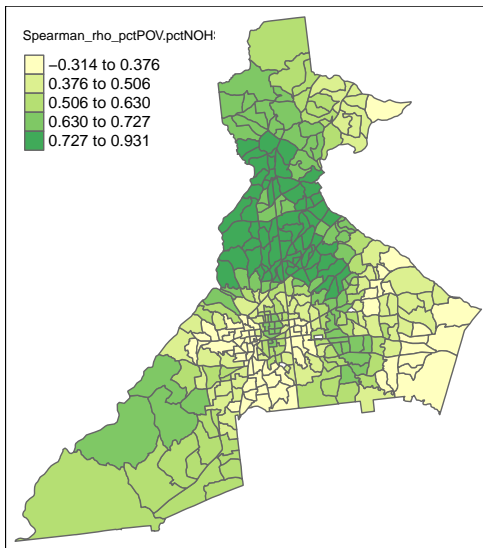 Spearman_rho_pctPOV.pctNOH
−0.314 to 0.376
0.376 to 0.506
0.506 to 0.630
0.630 to 0.727
0.727 to 0.931